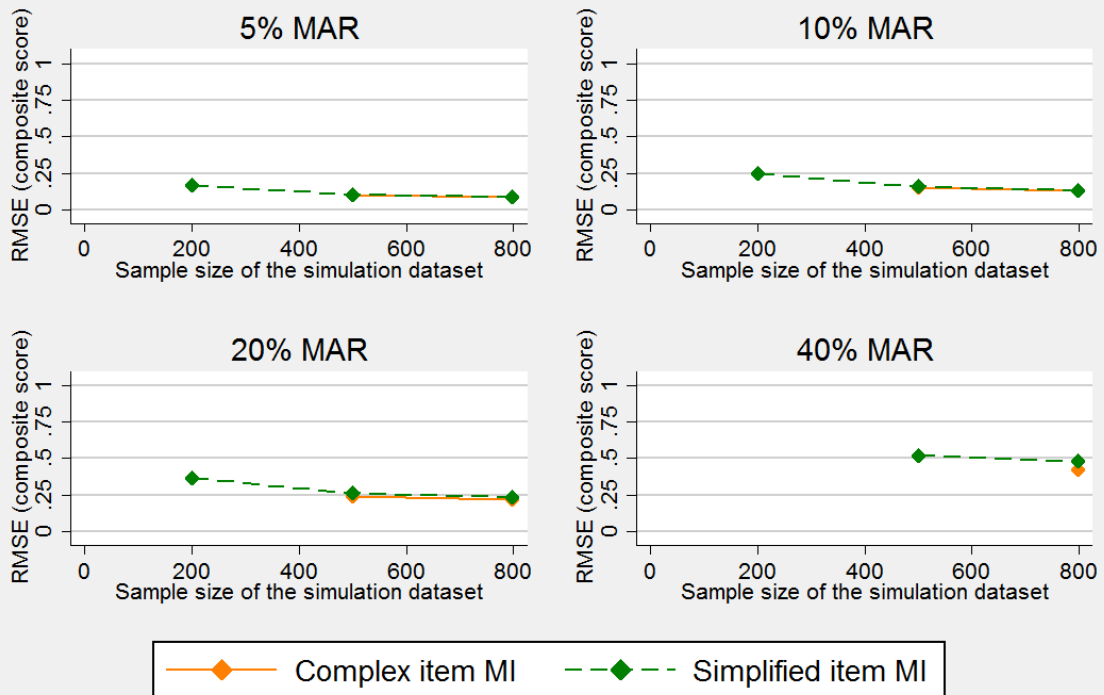 5% MAR
RMSE (composite score)
1
.75
.5
.25
0
0 200 400 600 800
Sample size of the simulation dataset
10% MAR
RMSE (composite score)
1
.75
.5
.25
0
0 200 400 600 800
Sample size of the simulation dataset
20% MAR
RMSE (composite score)
1
.75
.5
.25
0
0 200 400 600 800
Sample size of the simulation dataset
40% MAR
RMSE (composite score)
1
.75
.5
.25
0
0 200 400 600 800
Sample size of the simulation dataset
Complex item MI Simplified item MI